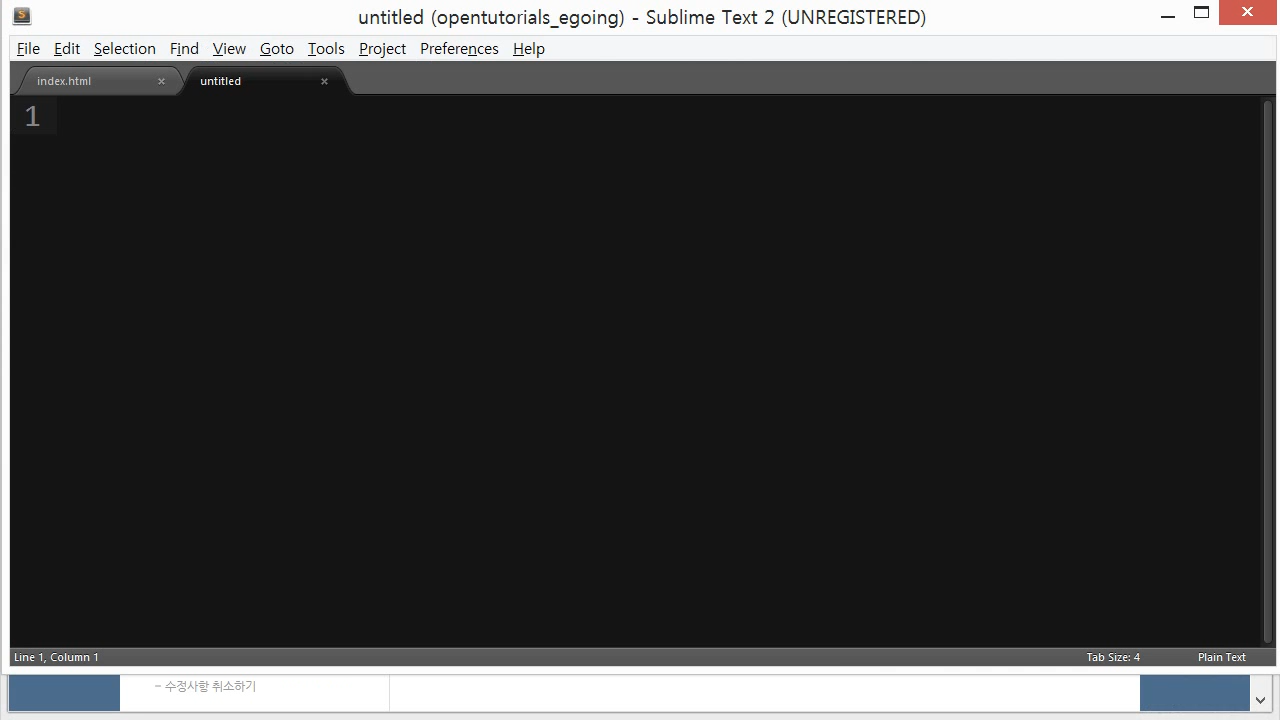 untitled (opentutorials_egoing) - Sublime Text 2 (UNREGISTERED)
File Edit Selection Find View Goto Tools Project Preferences Help
index.html × untitled ×
1
Line 1, Column 1 Tab Size: 4 Plain Text
– 수정사항 취소하기